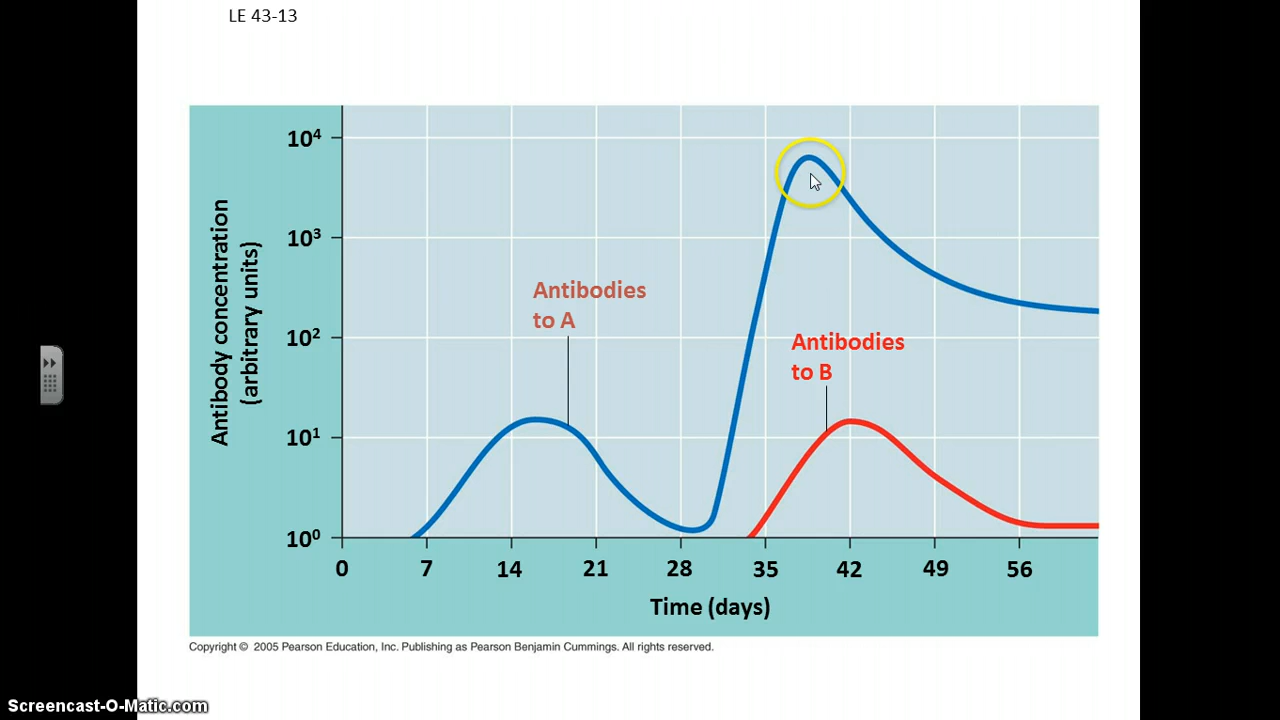 LE 43-13
10⁴
10³
10²
10¹
10⁰
Antibody concentration
(arbitrary units)
Antibodies
to A
Antibodies
to B
0 7 14 21 28 35 42 49 56
Time (days)
Copyright © 2005 Pearson Education, Inc. Publishing as Pearson Benjamin Cummings. All rights reserved.
Screencast-O-Matic.com